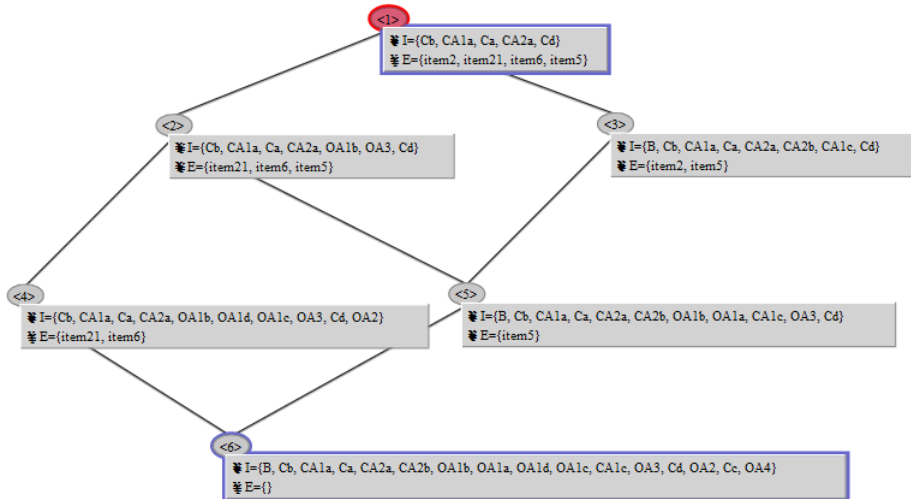 <1>
I={Cb, CA1a, Ca, CA2a, Cd}
E={item2, item21, item6, item5}
<2>
I={Cb, CA1a, Ca, CA2a, OA1b, OA3, Cd}
E={item21, item6, item5}
<3>
I={B, Cb, CA1a, Ca, CA2a, CA2b, CA1c, Cd}
E={item2, item5}
<4>
I={Cb, CA1a, Ca, CA2a, OA1b, OA1d, OA1c, OA3, Cd, OA2}
E={item21, item6}
<5>
I={B, Cb, CA1a, Ca, CA2a, CA2b, OA1b, OA1a, CA1c, OA3, Cd}
E={item5}
<6>
I={B, Cb, CA1a, Ca, CA2a, CA2b, OA1b, OA1a, OA1d, OA1c, CA1c, OA3, Cd, OA2, Cc, OA4}
E={}